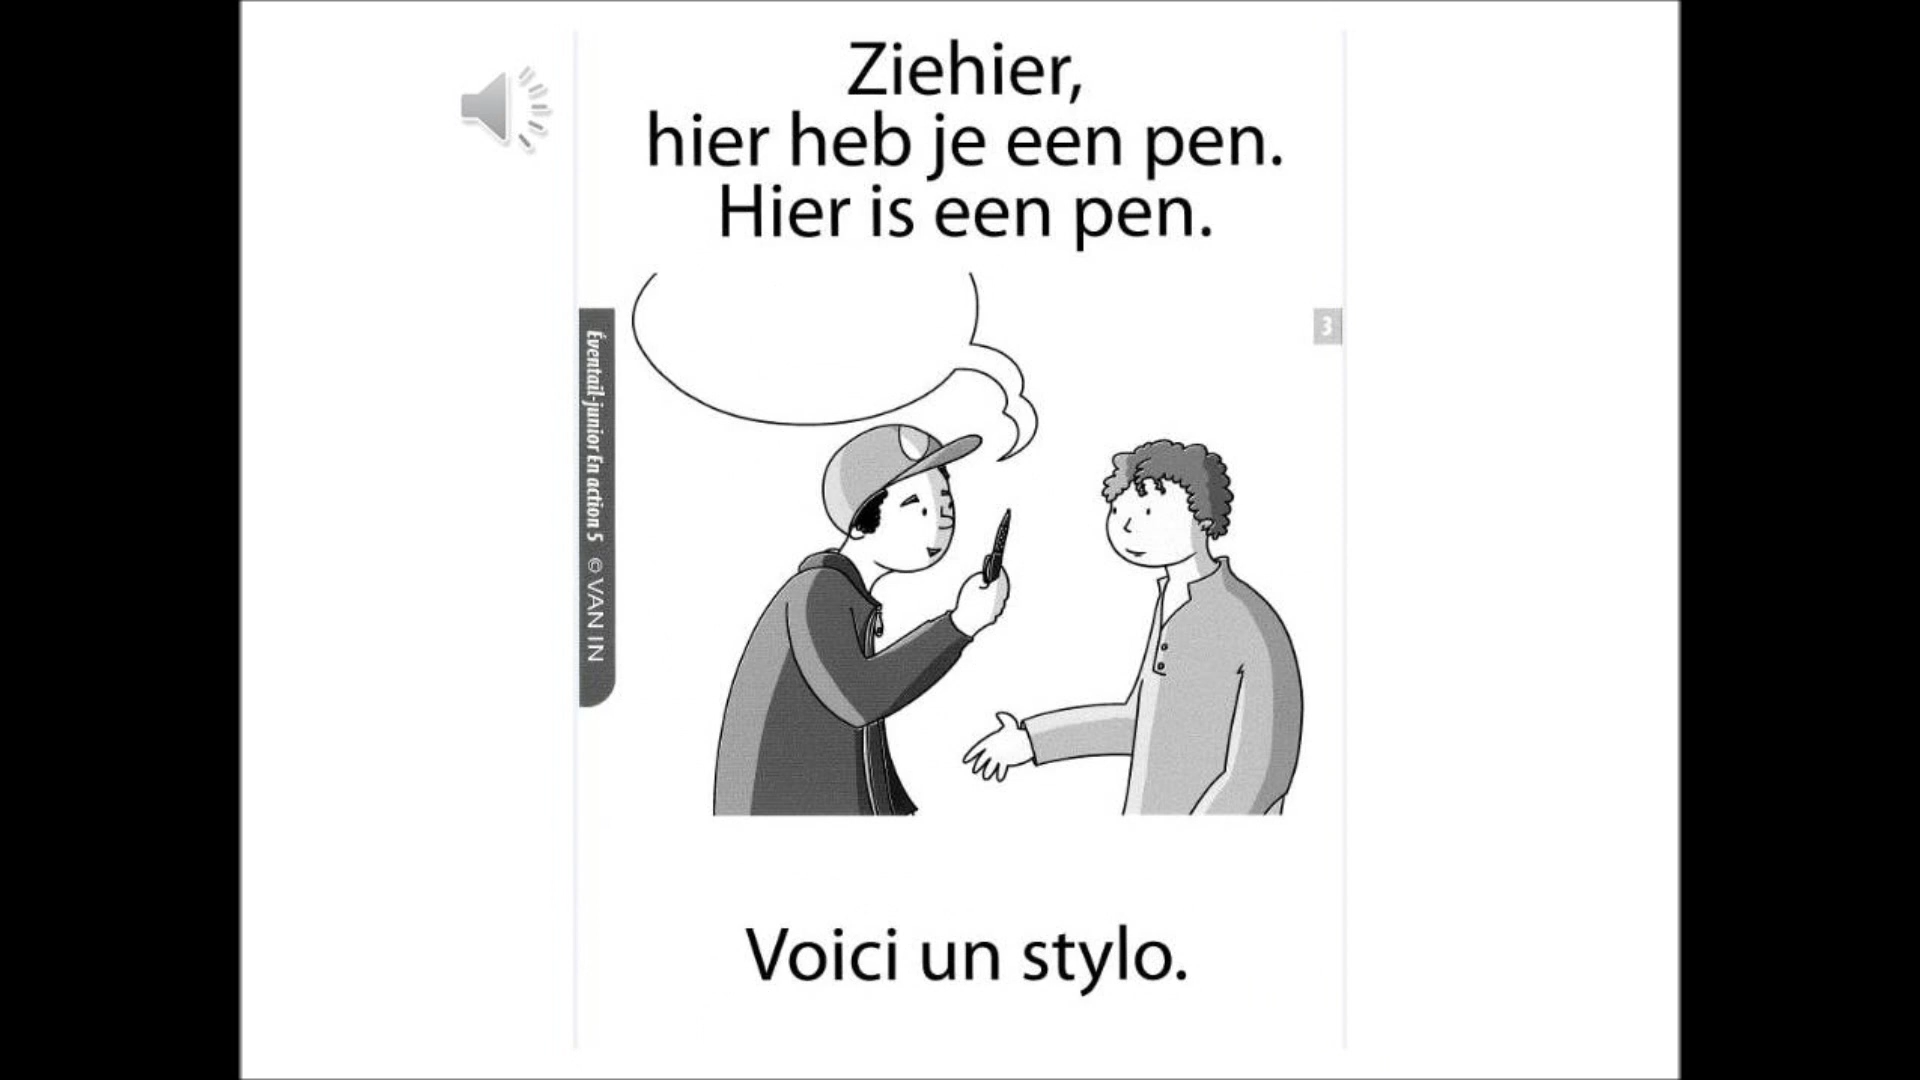 Ziehier,
hier heb je een pen.
Hier is een pen.
Éventail-junior En action 5 © VAN IN
3
Voici un stylo.